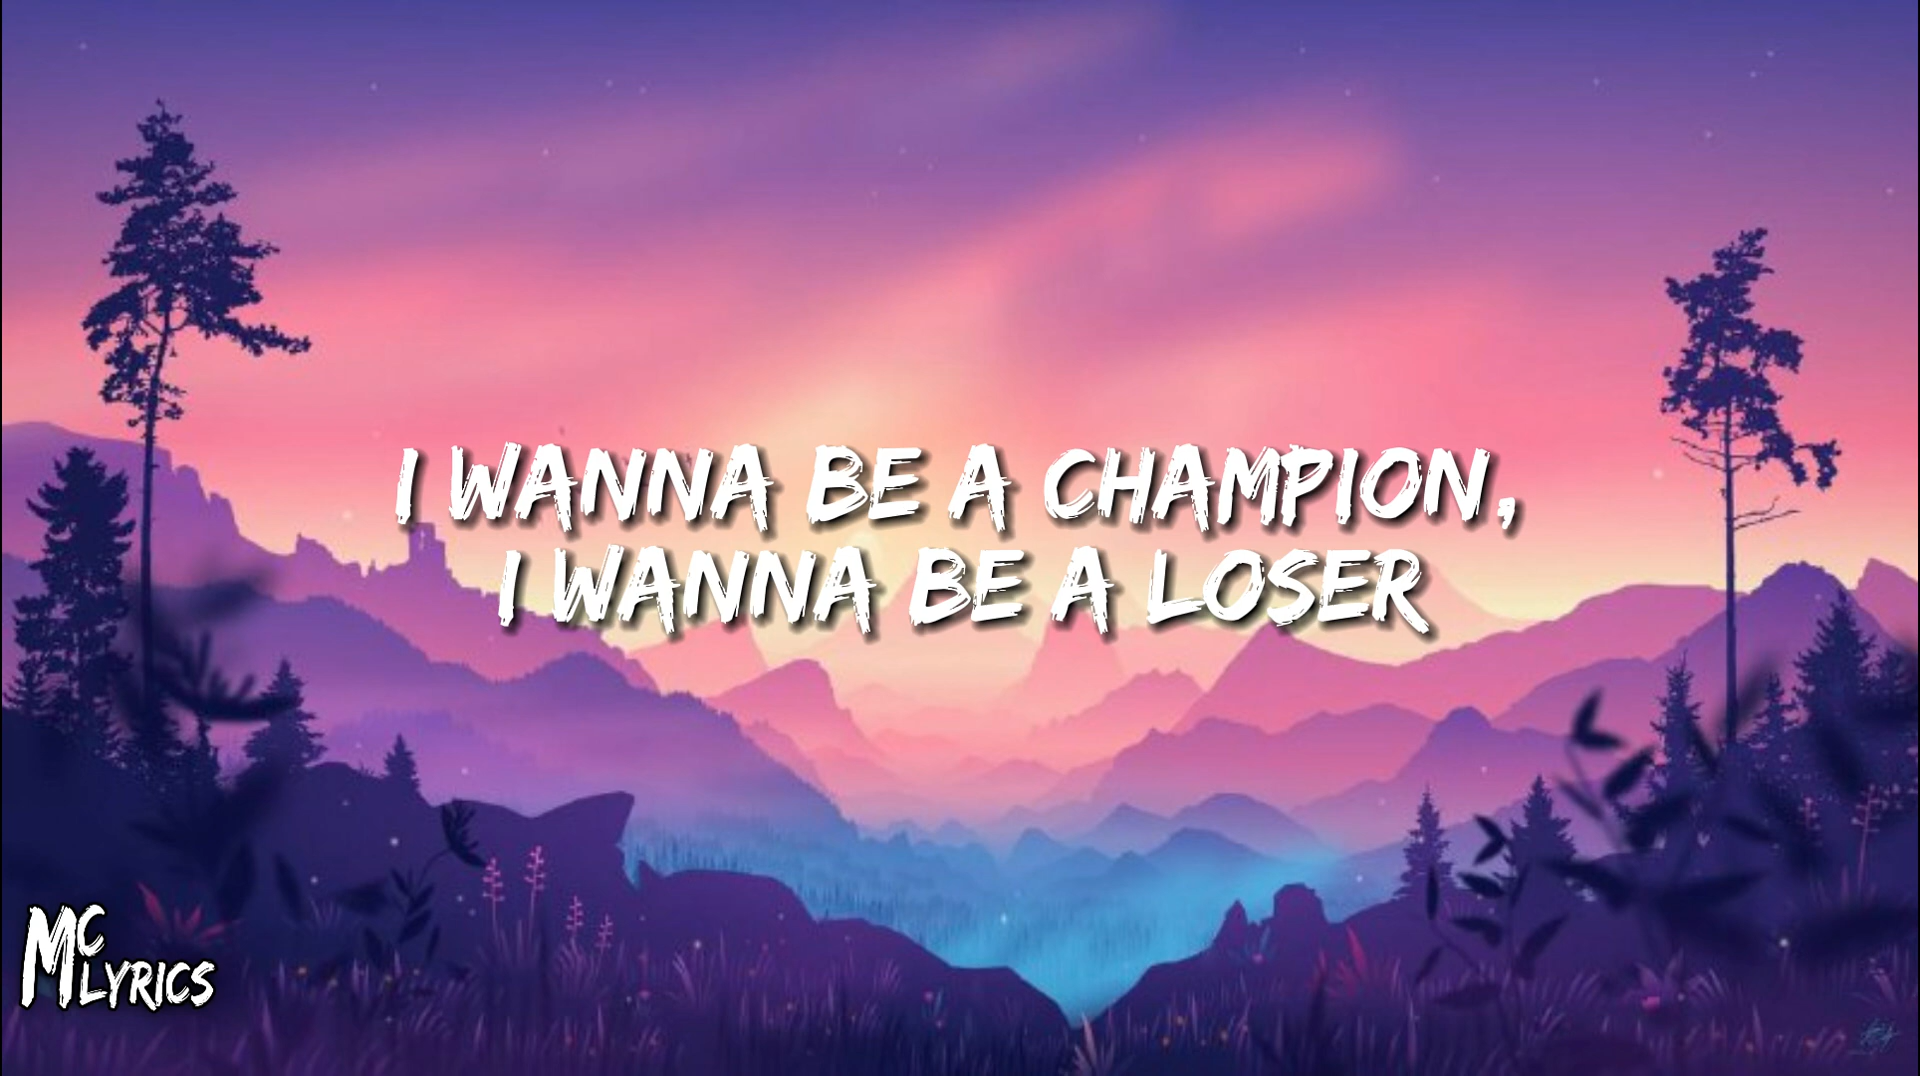 I WANNA BE A CHAMPION,
I WANNA BE A LOSER
MC
LYRICS